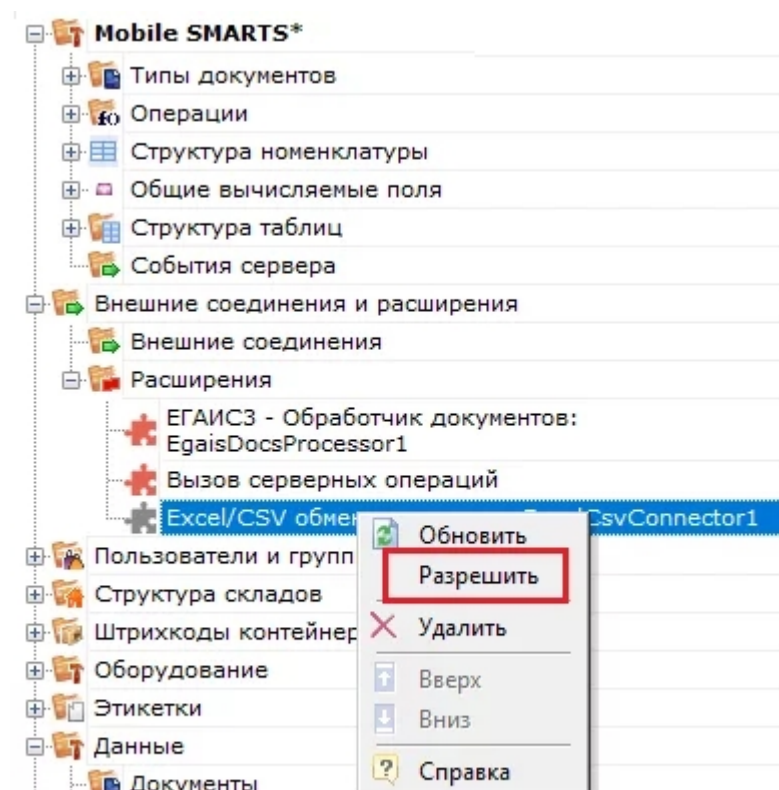 Mobile SMARTS*
Типы документов
Операции
Структура номенклатуры
Общие вычисляемые поля
Структура таблиц
События сервера
Внешние соединения и расширения
Внешние соединения
Расширения
ЕГАИС3 - Обработчик документов:
EgaisDocsProcessor1
Вызов серверных операций
Excel/CSV обмен CsvConnector1
Обновить
Пользователи и групп
Разрешить
Структура складов
Штрихкоды контейнер
Удалить
Оборудование
Вверх
Этикетки
Вниз
Данные
Справка
Документы